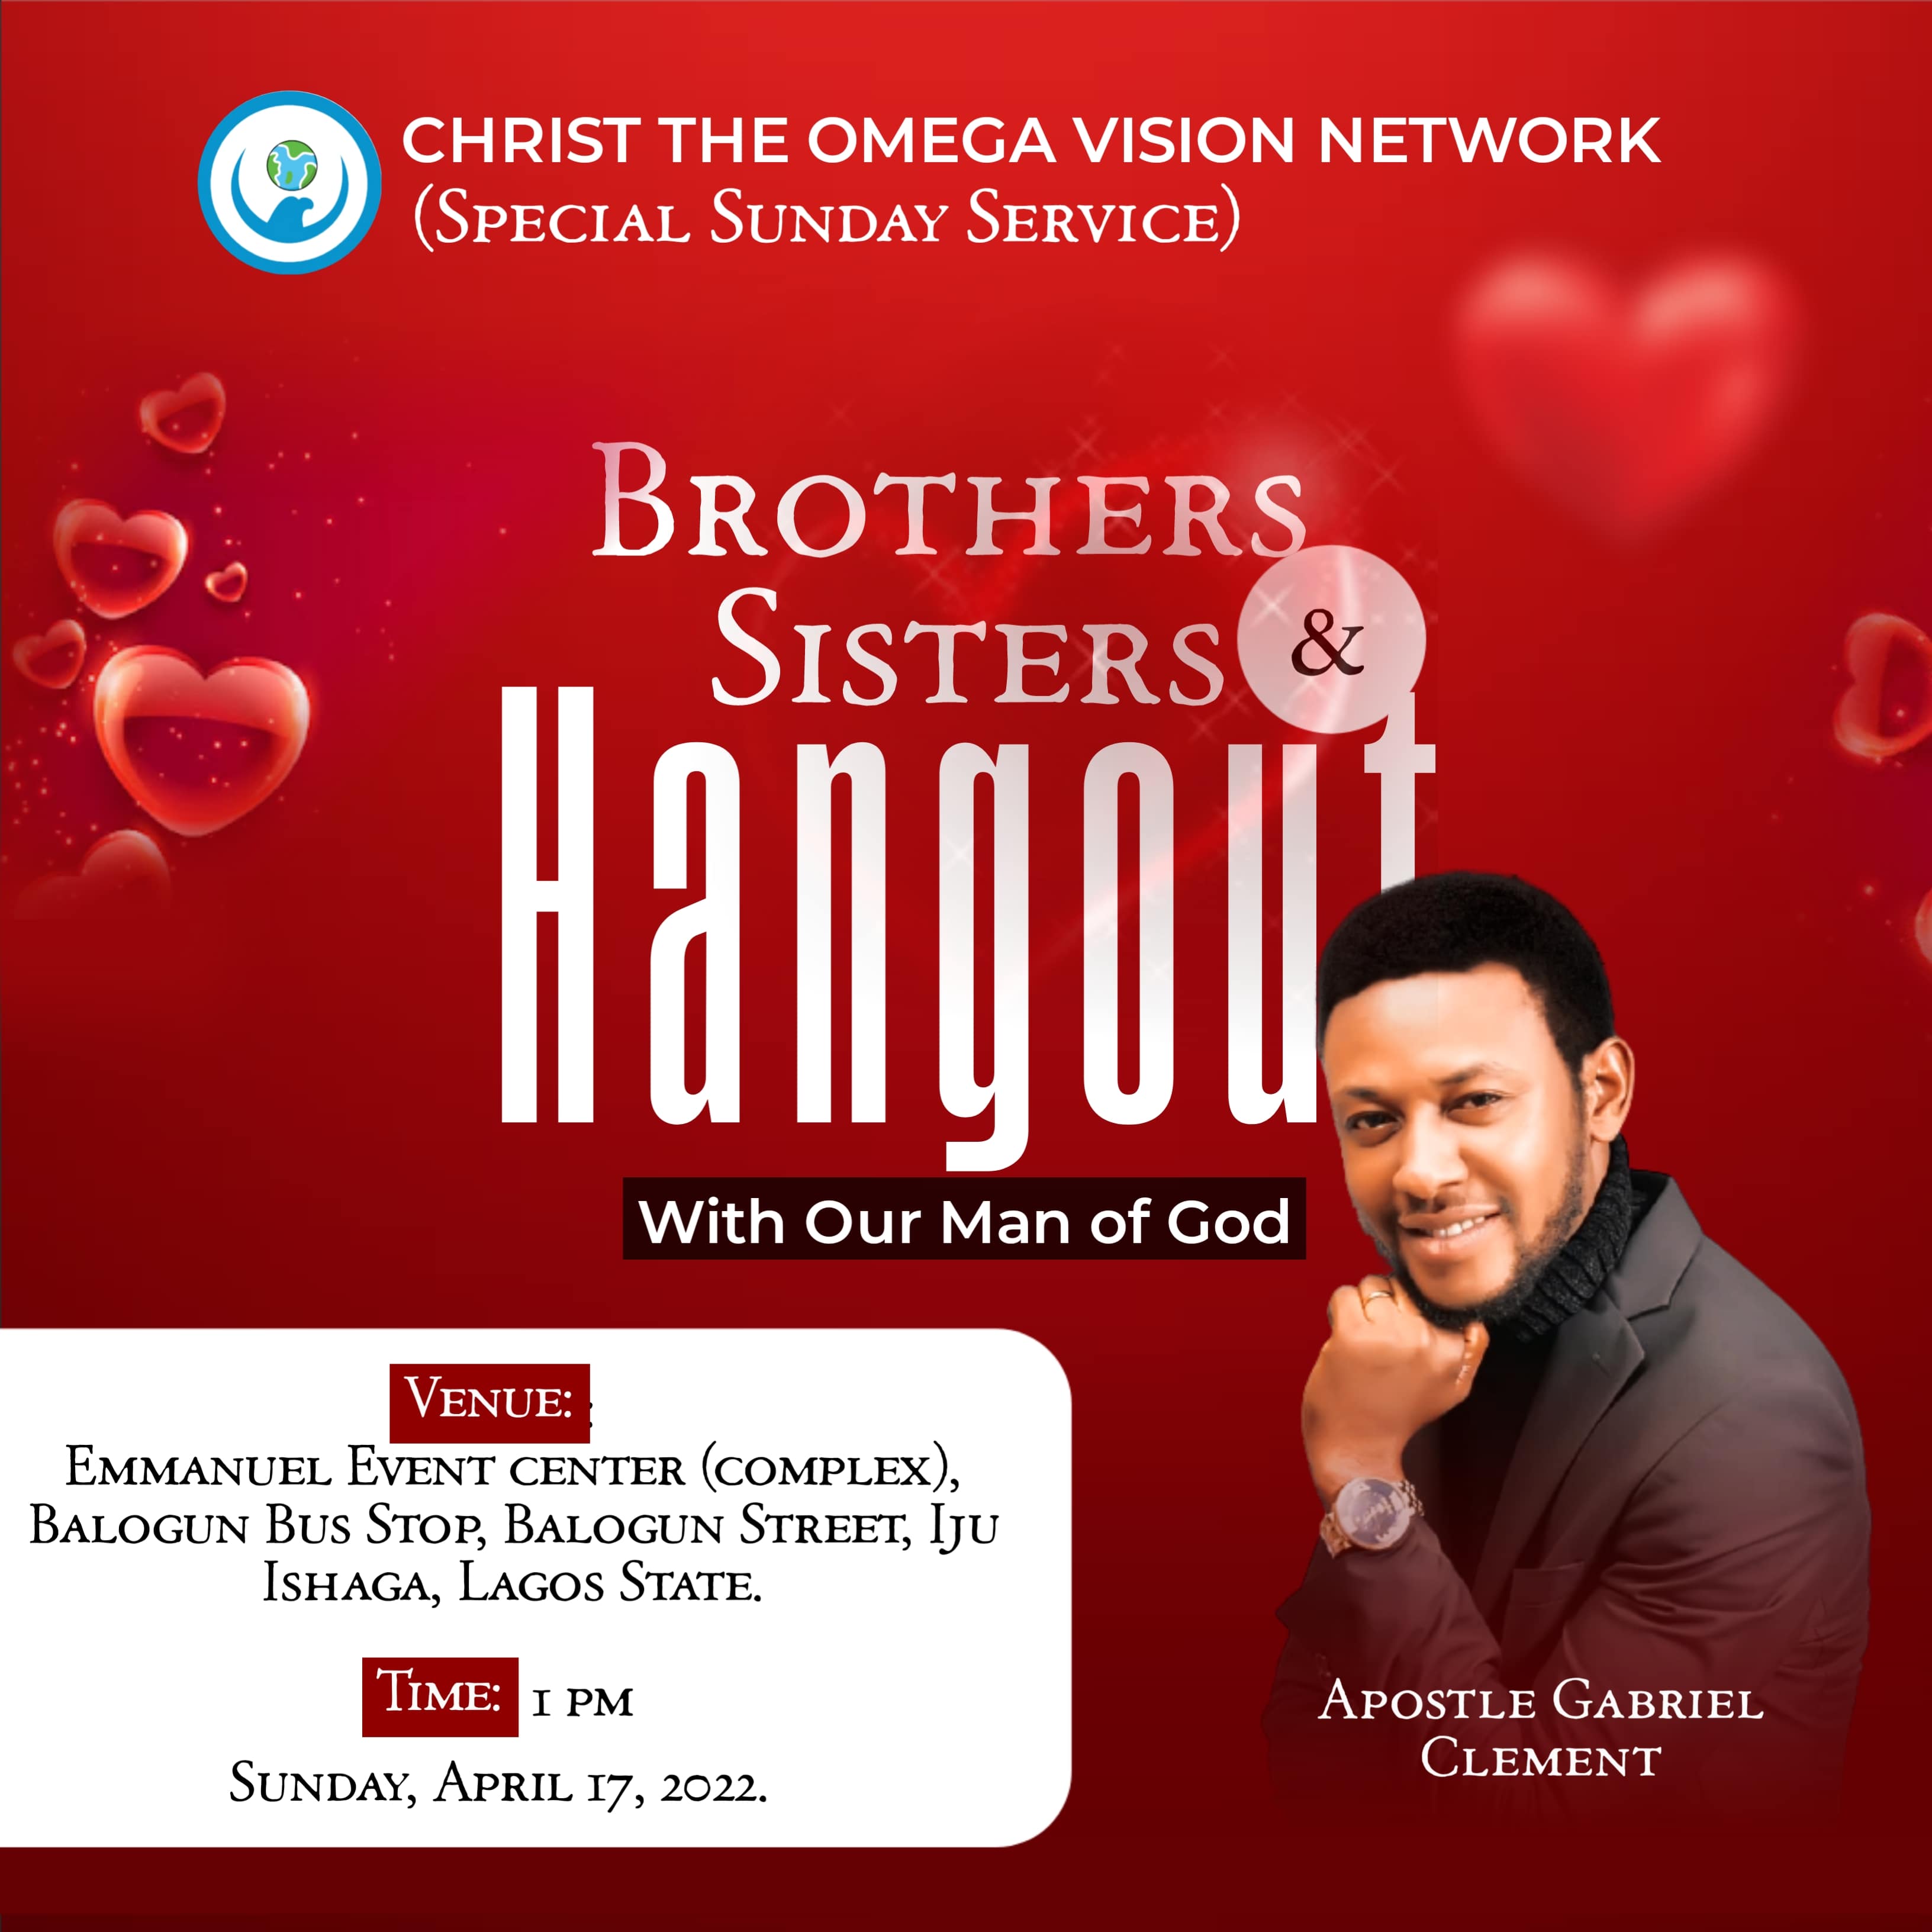 CHRIST THE OMEGA VISION NETWORK
(Special Sunday Service)
Brothers
&
Sisters
Hangout
With Our Man of God
Venue:
Emmanuel Event center (complex),
Balogun Bus Stop, Balogun Street, Iju
Ishaga, Lagos State.
Time: 1 pm
Sunday, April 17, 2022.
Apostle Gabriel
Clement